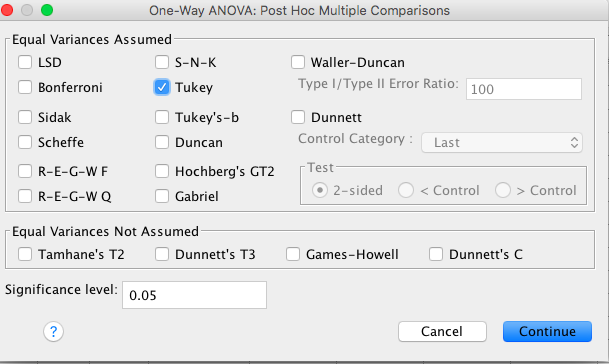 One-Way ANOVA: Post Hoc Multiple Comparisons
Equal Variances Assumed
LSD S-N-K Waller-Duncan
Bonferroni Tukey Type I/Type II Error Ratio: 100
Sidak Tukey's-b Dunnett
Scheffe Duncan Control Category : Last
R-E-G-W F Hochberg's GT2 Test
R-E-G-W Q Gabriel 2-sided < Control > Control
Equal Variances Not Assumed
Tamhane's T2 Dunnett's T3 Games-Howell Dunnett's C
Significance level: 0.05
? Cancel Continue